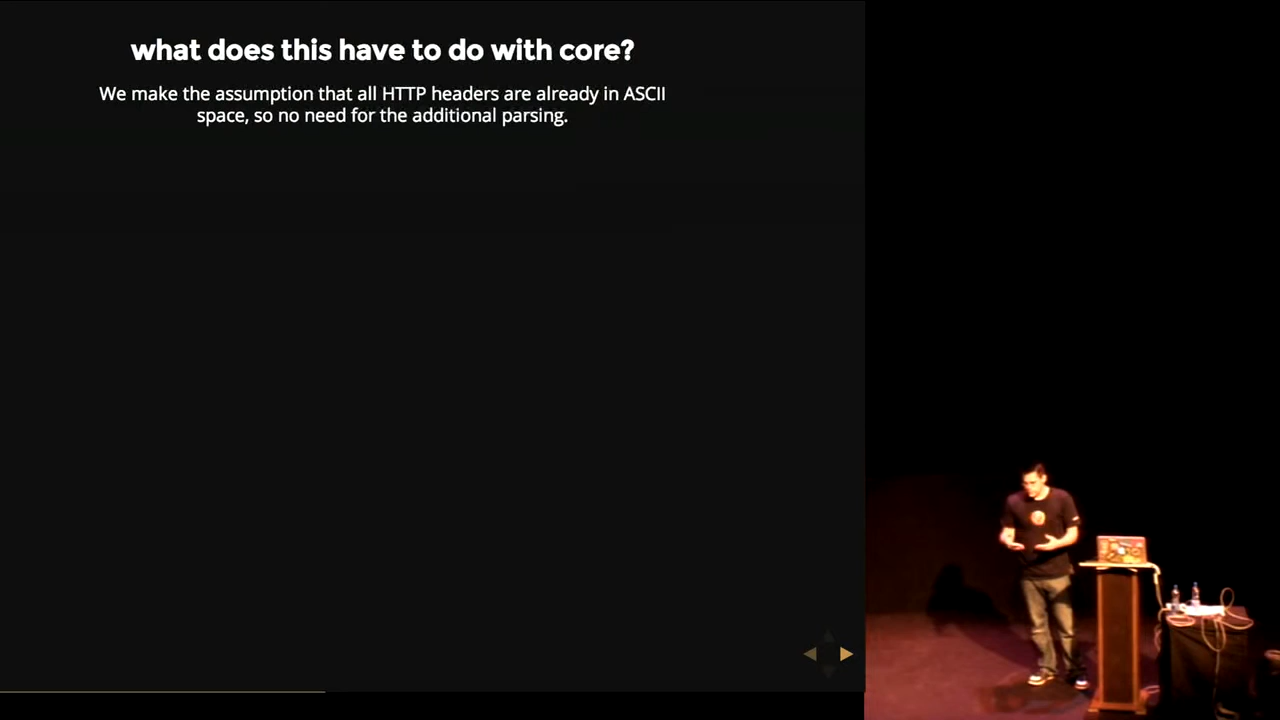 what does this have to do with core?
We make the assumption that all HTTP headers are already in ASCII
space, so no need for the additional parsing.